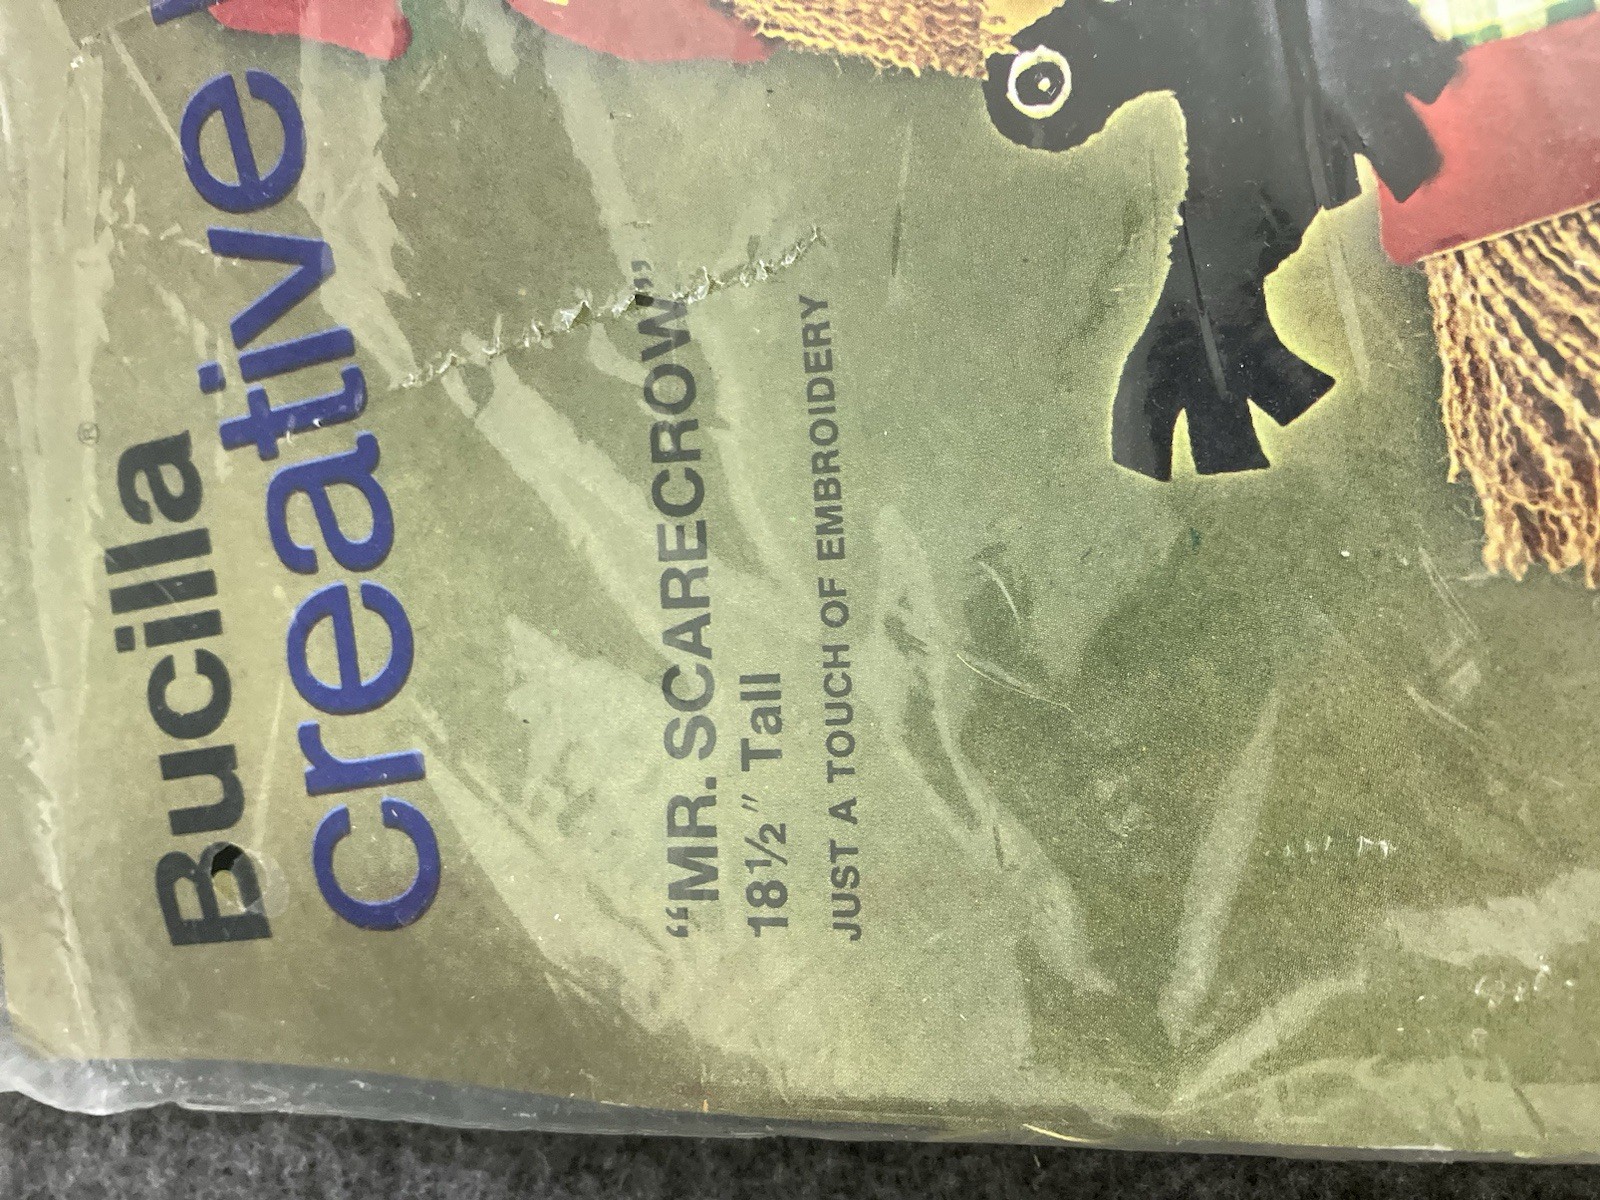 Bucilla®
creative
“MR. SCARECROW”
18½″ Tall
JUST A TOUCH OF EMBROIDERY